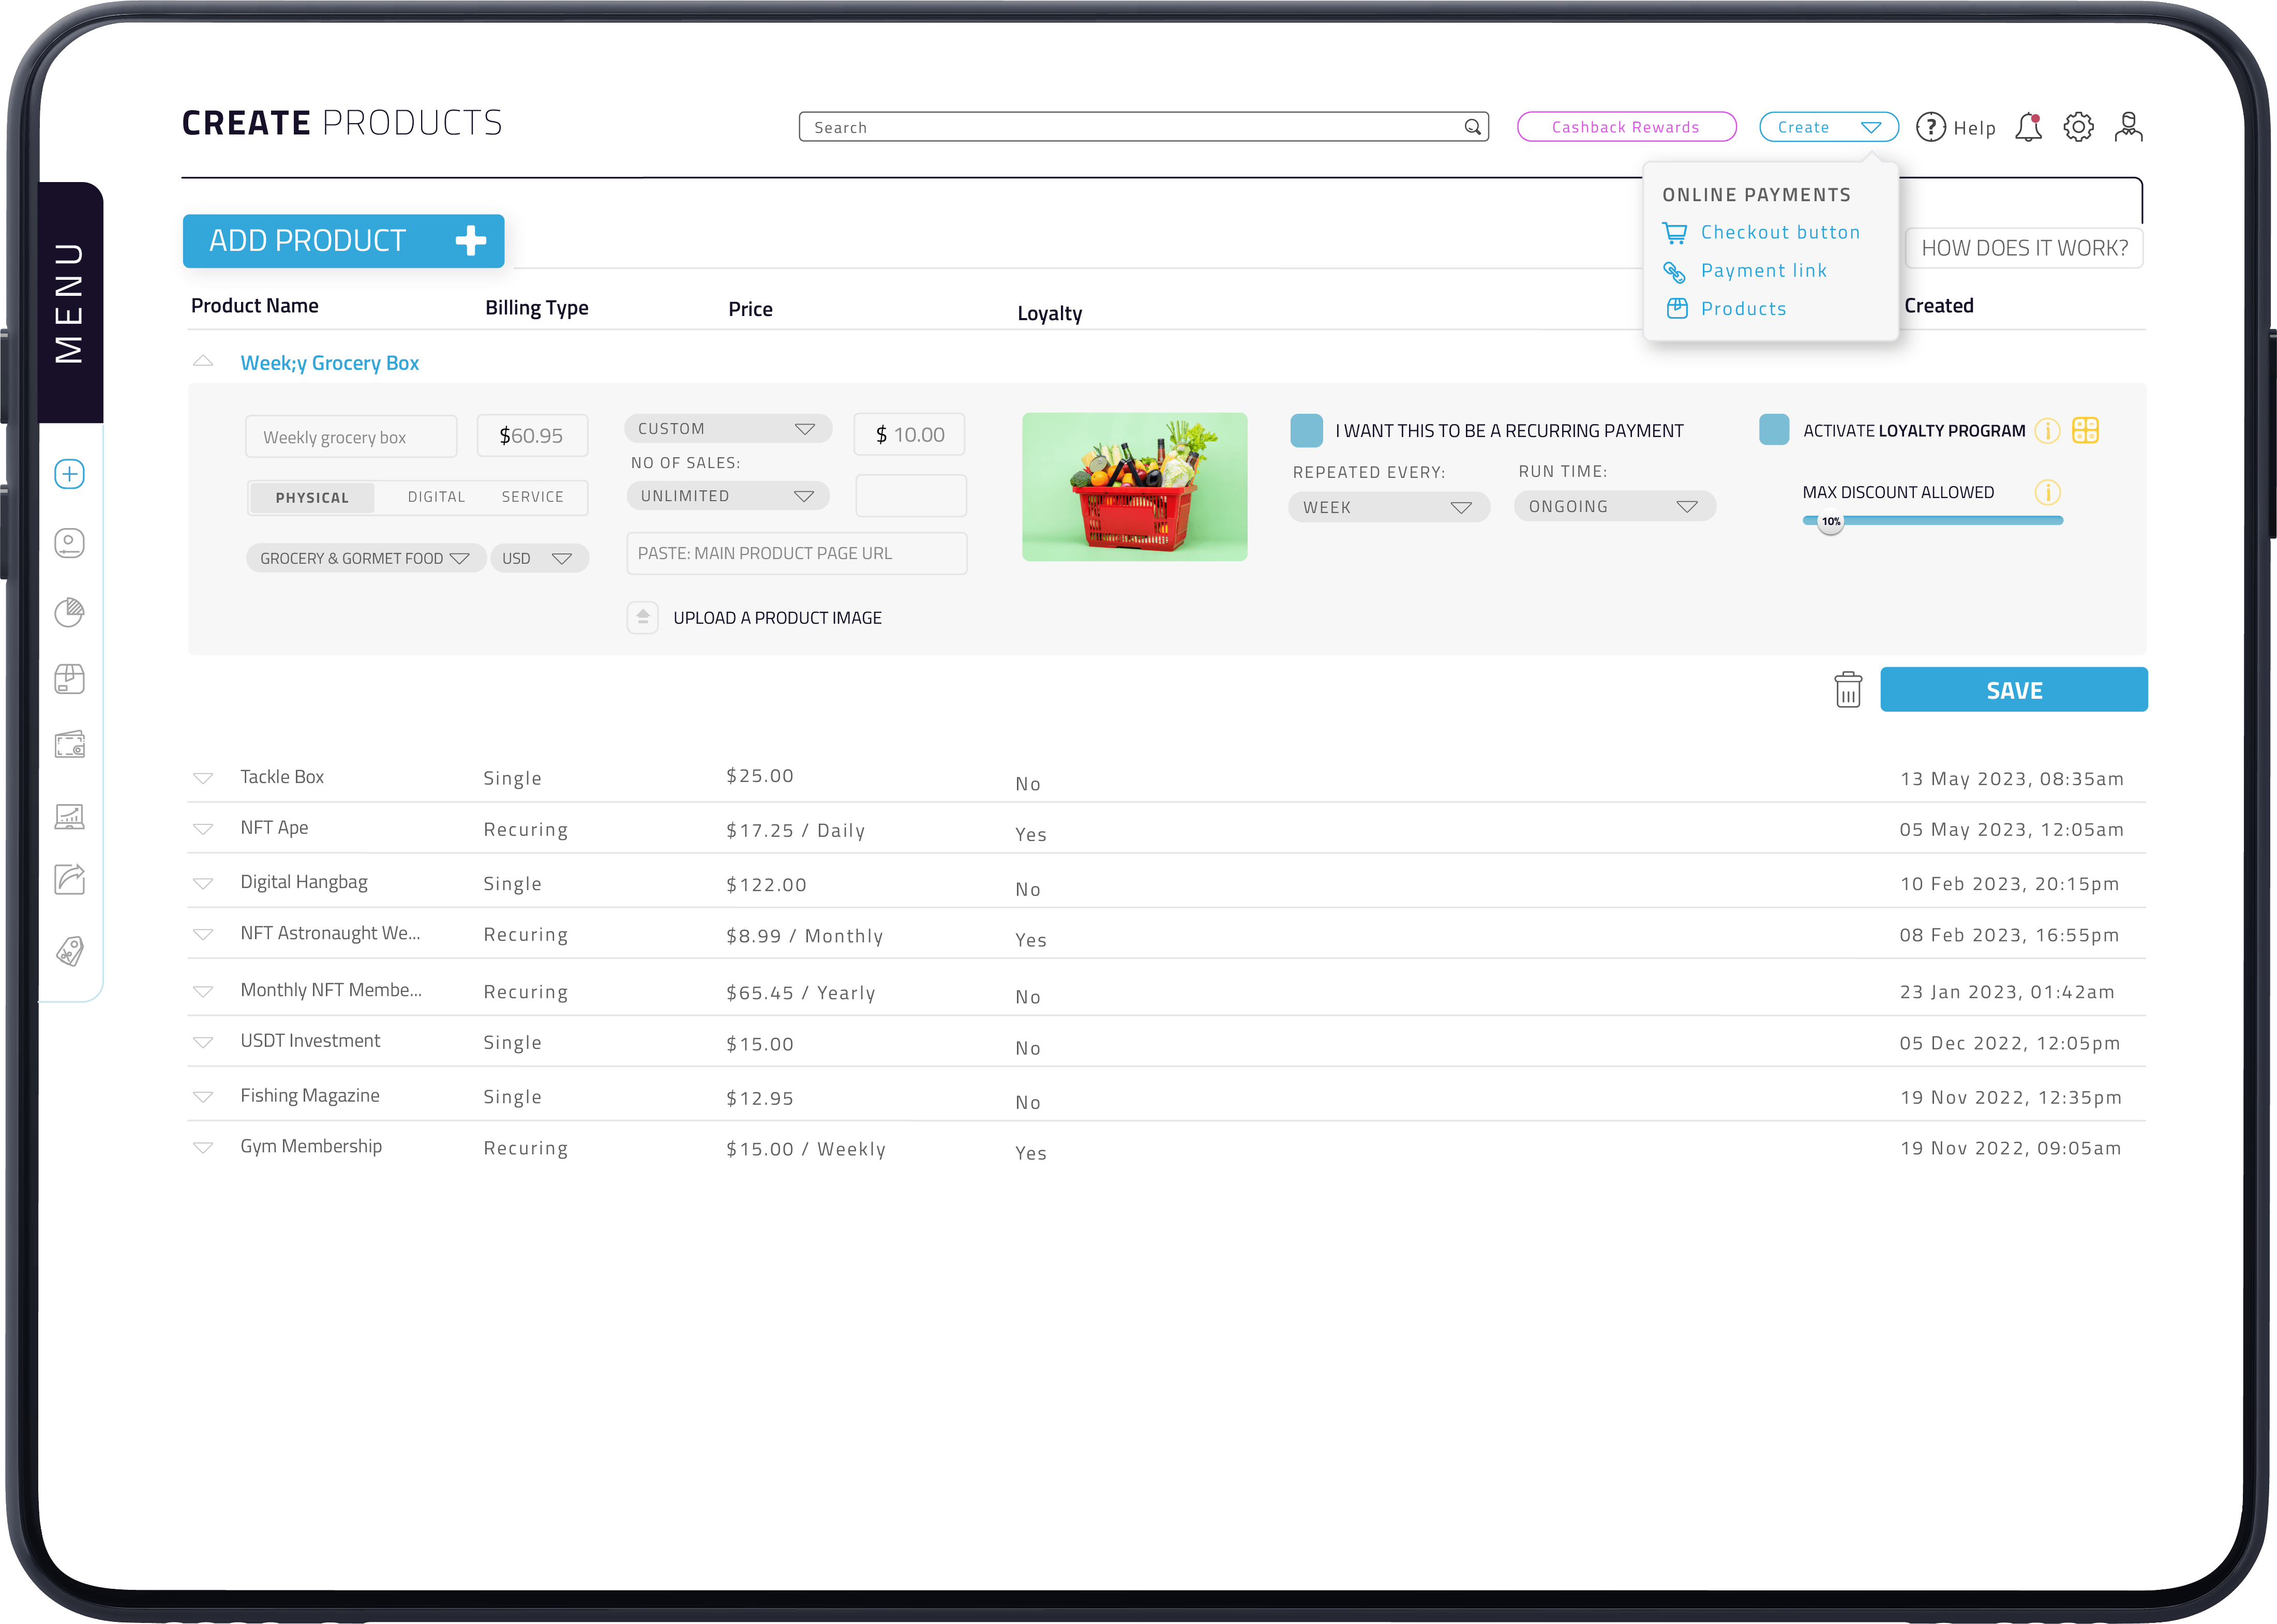 CREATE PRODUCTS
Search
Cashback Rewards
Create
? Help
ONLINE PAYMENTS
Checkout button
Payment link
Products
MENU
ADD PRODUCT
HOW DOES IT WORK?
Product Name Billing Type Price Loyalty Created
Week;y Grocery Box
Weekly grocery box $60.95 CUSTOM $ 10.00 I WANT THIS TO BE A RECURRING PAYMENT ACTIVATE LOYALTY PROGRAM i
NO OF SALES: REPEATED EVERY: RUN TIME:
PHYSICAL DIGITAL SERVICE UNLIMITED WEEK ONGOING MAX DISCOUNT ALLOWED i
10%
GROCERY & GORMET FOOD USD PASTE: MAIN PRODUCT PAGE URL
UPLOAD A PRODUCT IMAGE
SAVE
Tackle Box Single $25.00 No 13 May 2023, 08:35am
NFT Ape Recuring $17.25 / Daily Yes 05 May 2023, 12:05am
Digital Hangbag Single $122.00 No 10 Feb 2023, 20:15pm
NFT Astronaught We... Recuring $8.99 / Monthly Yes 08 Feb 2023, 16:55pm
Monthly NFT Membe... Recuring $65.45 / Yearly No 23 Jan 2023, 01:42am
USDT Investment Single $15.00 No 05 Dec 2022, 12:05pm
Fishing Magazine Single $12.95 No 19 Nov 2022, 12:35pm
Gym Membership Recuring $15.00 / Weekly Yes 19 Nov 2022, 09:05am